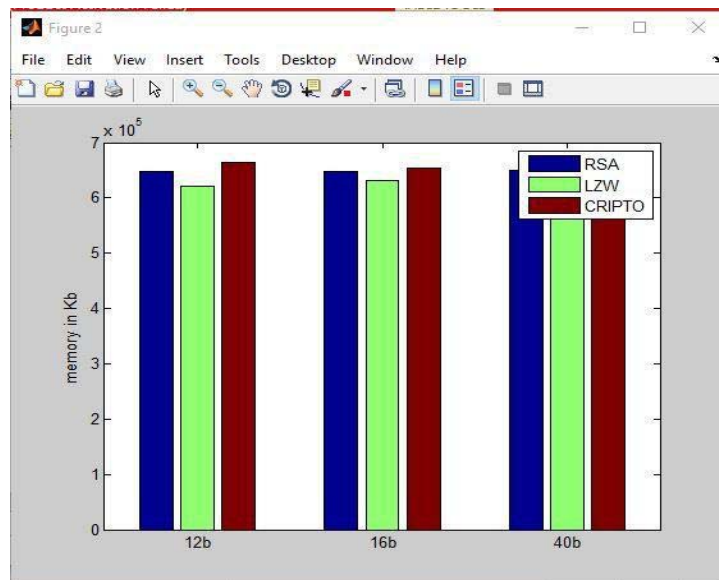 Figure 2
File Edit View Insert Tools Desktop Window Help
x 10^5
7
6
5
4
3
2
1
0
memory in Kb
RSA
LZW
CRIPTO
12b 16b 40b